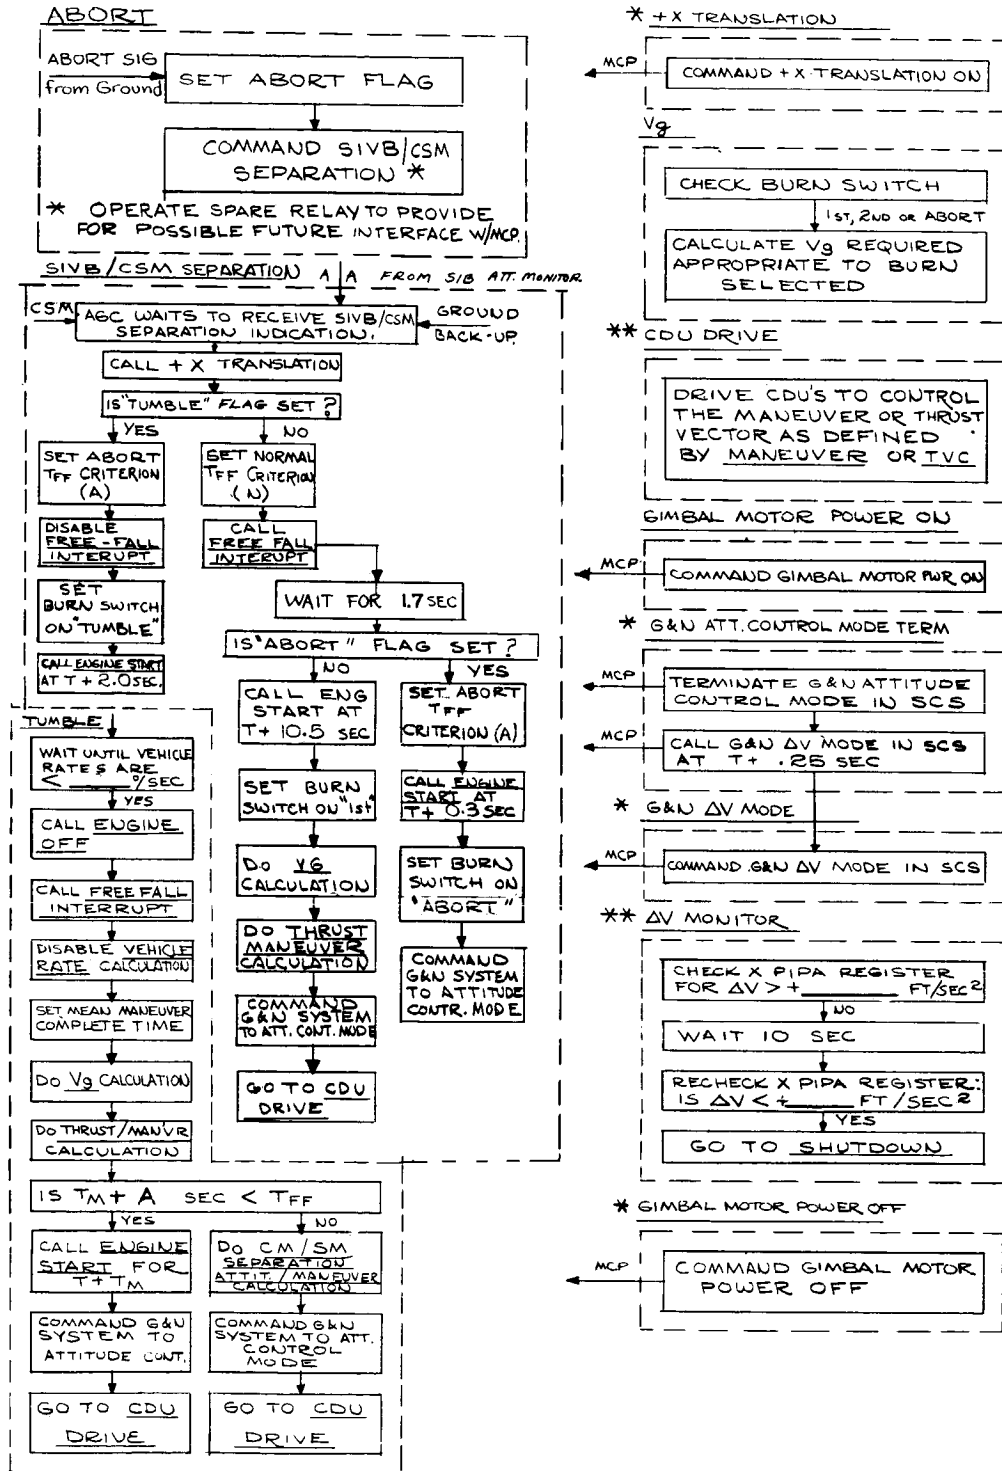 ABORT
ABORT SIG
from Ground
SET ABORT FLAG
COMMAND SIVB/CSM
SEPARATION *
* OPERATE SPARE RELAY TO PROVIDE
FOR POSSIBLE FUTURE INTERFACE W/MCP.
SIVB/CSM SEPARATION
A A FROM SIB ATT. MONITOR
CSM
AGC WAITS TO RECEIVE SIVB/CSM
SEPARATION INDICATION.
GROUND
BACK-UP.
CALL + X TRANSLATION
IS "TUMBLE" FLAG SET?
YES
NO
SET ABORT
TFF CRITERION
(A)
SET NORMAL
TFF CRITERION
(N)
DISABLE
FREE-FALL
INTERUPT
CALL
FREE FALL
INTERUPT
SET
BURN SWITCH
ON "TUMBLE"
WAIT FOR 1.7 SEC
CALL ENGINE START
AT T + 2.0 SEC.
IS "ABORT" FLAG SET?
NO
YES
CALL ENG
START AT
T + 10.5 SEC
SET ABORT
TFF
CRITERION (A)
SET BURN
SWITCH ON "1st"
CALL ENGINE
START AT
T + 0.3 SEC
DO VG
CALCULATION
SET BURN
SWITCH ON
"ABORT"
DO THRUST
MANEUVER
CALCULATION
COMMAND
G&N SYSTEM
TO ATTITUDE
CONTR. MODE
COMMAND
G&N SYSTEM
TO ATT. CONT. MODE
GO TO CDU
DRIVE
TUMBLE
WAIT UNTIL VEHICLE
RATES ARE
< ____ °/SEC
YES
CALL ENGINE
OFF
CALL FREE FALL
INTERRUPT
DISABLE VEHICLE
RATE CALCULATION
SET MEAN MANEUVER
COMPLETE TIME
DO Vg CALCULATION
DO THRUST/MAN'VR
CALCULATION
IS TM + A SEC < TFF
YES
NO
CALL ENGINE
START FOR
T + TM
DO CM/SM
SEPARATION
ATTIT./MANEUVER
CALCULATION
COMMAND G&N
SYSTEM TO
ATTITUDE CONT.
COMMAND G&N
SYSTEM TO ATT.
CONTROL
MODE
GO TO CDU
DRIVE
GO TO CDU
DRIVE
* +X TRANSLATION
MCP
COMMAND +X TRANSLATION ON
Vg
CHECK BURN SWITCH
1ST, 2ND OR ABORT
CALCULATE Vg REQUIRED
APPROPRIATE TO BURN
SELECTED
** CDU DRIVE
DRIVE CDU'S TO CONTROL
THE MANEUVER OR THRUST
VECTOR AS DEFINED
BY MANEUVER OR TVC
GIMBAL MOTOR POWER ON
MCP
COMMAND GIMBAL MOTOR PWR ON
* G&N ATT. CONTROL MODE TERM
MCP
TERMINATE G&N ATTITUDE
CONTROL MODE IN SCS
MCP
CALL G&N ΔV MODE IN SCS
AT T + .25 SEC
* G&N ΔV MODE
MCP
COMMAND G&N ΔV MODE IN SCS
** ΔV MONITOR
CHECK X PIPA REGISTER
FOR ΔV > + ____ FT/SEC2
NO
WAIT 10 SEC
RECHECK X PIPA REGISTER:
IS ΔV < + ____ FT/SEC2
YES
GO TO SHUTDOWN
* GIMBAL MOTOR POWER OFF
MCP
COMMAND GIMBAL MOTOR
POWER OFF